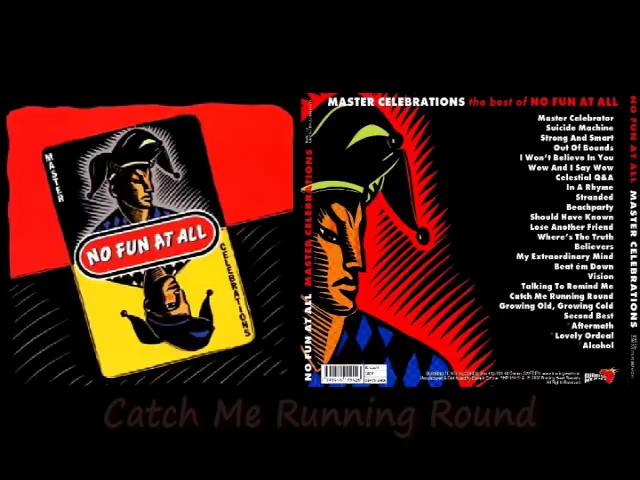 MASTER
NO FUN AT ALL
CELEBRATIONS
NO FUN AT ALL MASTER CELEBRATIONS
MASTER CELEBRATIONS the best of NO FUN AT ALL
Master Celebrator
Suicide Machine
Strong And Smart
Out Of Bounds
I Won't Believe In You
Wow And I Say Wow
Celestial Q&A
In A Rhyme
Stranded
Beachparty
Should Have Known
Lose Another Friend
Where's The Truth
Believers
My Extraordinary Mind
Beat ém Down
Vision
Talking To Remind Me
Catch Me Running Round
Growing Old, Growing Cold
Second Best
*Aftermath
*Lovely Ordeal
*Alcohol
NO FUN AT ALL MASTER CELEBRATIONS
Catch Me Running Round